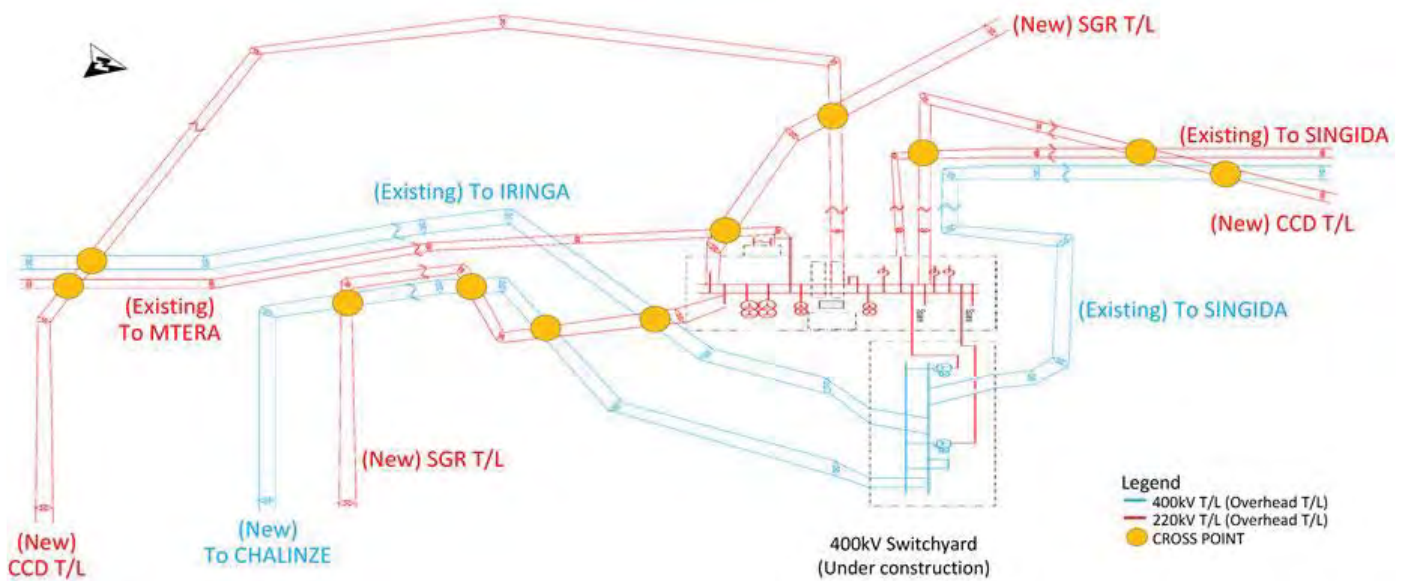 (New) SGR T/L
(Existing) To SINGIDA
(Existing) To IRINGA
(New) CCD T/L
(Existing)
To MTERA
(Existing) To SINGIDA
(New) SGR T/L
(New)
CCD T/L
(New)
To CHALINZE
400kV Switchyard
(Under construction)
Legend
400kV T/L (Overhead T/L)
220kV T/L (Overhead T/L)
CROSS POINT